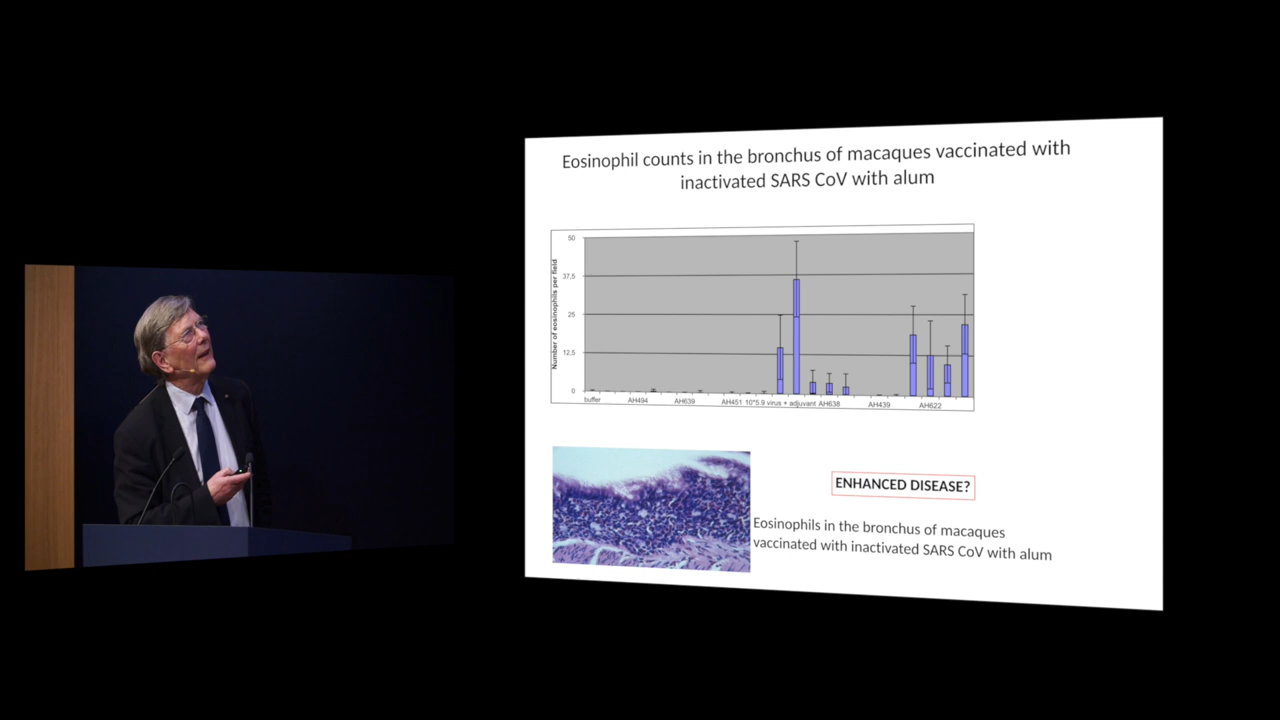 Eosinophil counts in the bronchus of macaques vaccinated with
inactivated SARS CoV with alum
Number of eosinophils per field
50
37,5
25
12,5
0
buffer AH494 AH639 AH451 10*5.9 virus + adjuvant AH638 AH439 AH622
ENHANCED DISEASE?
Eosinophils in the bronchus of macaques
vaccinated with inactivated SARS CoV with alum